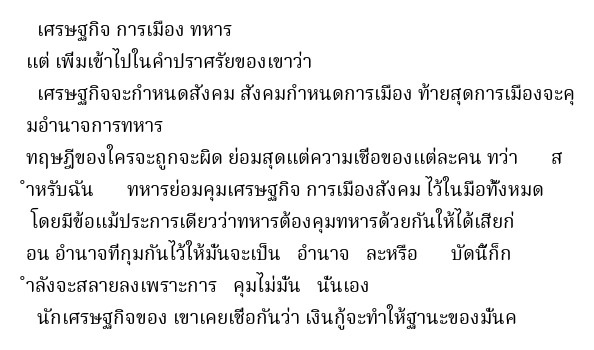 เศรษฐกิจ การเมือง ทหาร
แต่ เพิ่มเข้าไปในคำปราศรัยของเขาว่า
เศรษฐกิจจะกำหนดสังคม สังคมกำหนดการเมือง ท้ายสุดการเมืองจะคุ
มอำนาจการทหาร
ทฤษฎีของใครจะถูกจะผิด ย่อมสุดแต่ความเชื่อของแต่ละคน ทว่า ส
ำหรับฉัน ทหารย่อมคุมเศรษฐกิจ การเมืองสังคม ไว้ในมือทั้งหมด
โดยมีข้อแม้ประการเดียวว่าทหารต้องคุมทหารด้วยกันให้ได้เสียก่
อน อำนาจที่กุมกันไว้ให้มั่นจะเป็น อำนาจ ละหรือ บัดนี้ก็ก
ำลังจะสลายลงเพราะการ คุมไม่มั่น นั่นเอง
นักเศรษฐกิจของ เขาเคยเชื่อกันว่า เงินกู้จะทำให้ฐานะของมั่นค